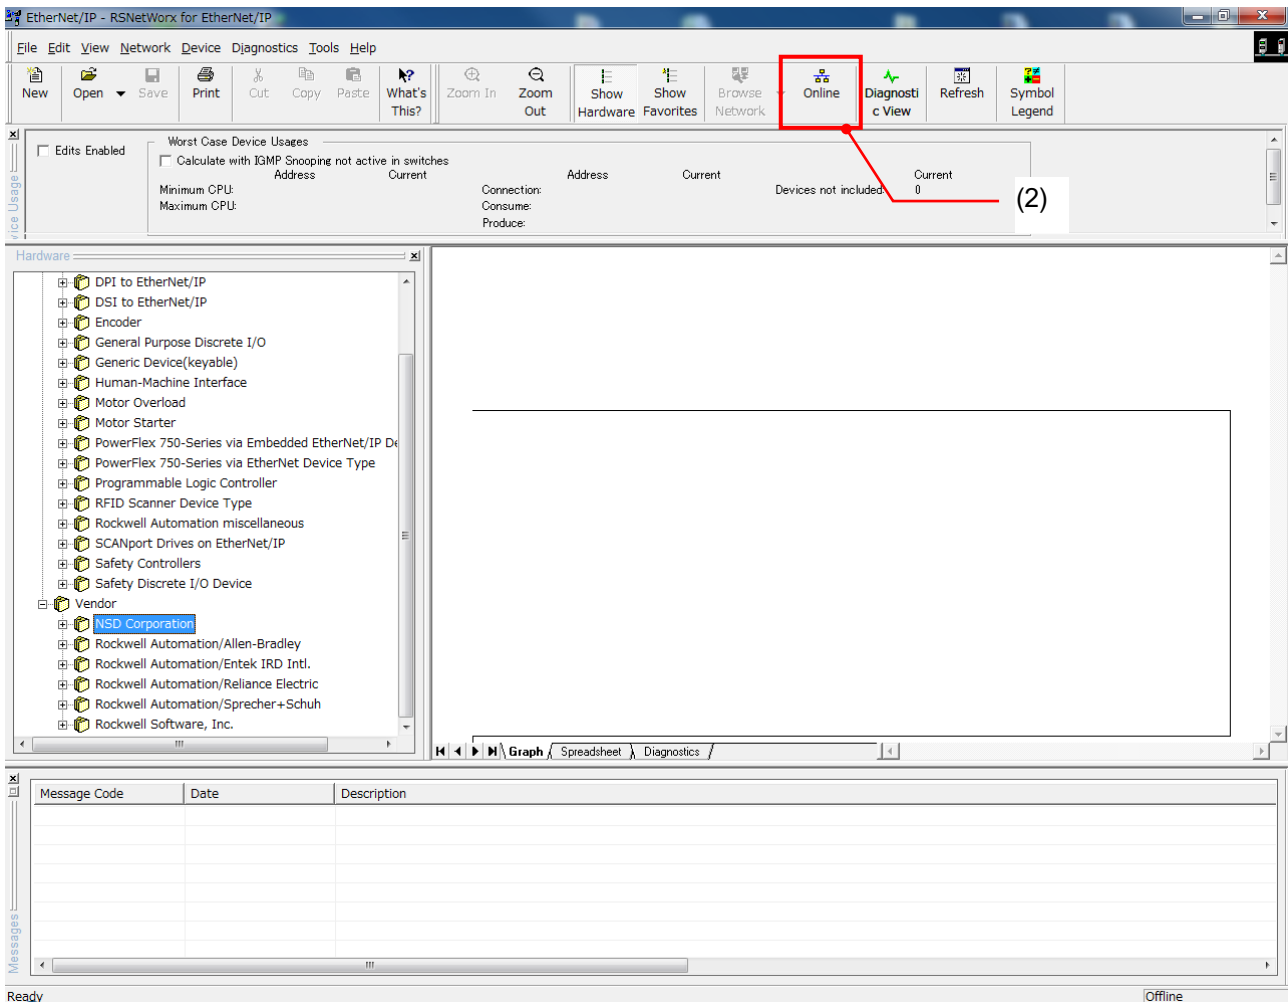 EtherNet/IP - RSNetWorx for EtherNet/IP
File Edit View Network Device Diagnostics Tools Help
New Open Save Print Cut Copy Paste What's This? Zoom In Zoom Out Show Hardware Show Favorites Browse Network Online Diagnosti c View Refresh Symbol Legend
Edits Enabled
Worst Case Device Usages
Calculate with IGMP Snooping not active in switches
Address Current Address Current Current
Minimum CPU: Connection: Devices not included: 0
Maximum CPU: Consume:
Produce:
(2)
vice Usage
Hardware
DPI to EtherNet/IP
DSI to EtherNet/IP
Encoder
General Purpose Discrete I/O
Generic Device(keyable)
Human-Machine Interface
Motor Overload
Motor Starter
PowerFlex 750-Series via Embedded EtherNet/IP De
PowerFlex 750-Series via EtherNet Device Type
Programmable Logic Controller
RFID Scanner Device Type
Rockwell Automation miscellaneous
SCANport Drives on EtherNet/IP
Safety Controllers
Safety Discrete I/O Device
Vendor
NSD Corporation
Rockwell Automation/Allen-Bradley
Rockwell Automation/Entek IRD Intl.
Rockwell Automation/Reliance Electric
Rockwell Automation/Sprecher+Schuh
Rockwell Software, Inc.
Graph Spreadsheet Diagnostics
Message Code Date Description
Messages
Ready Offline